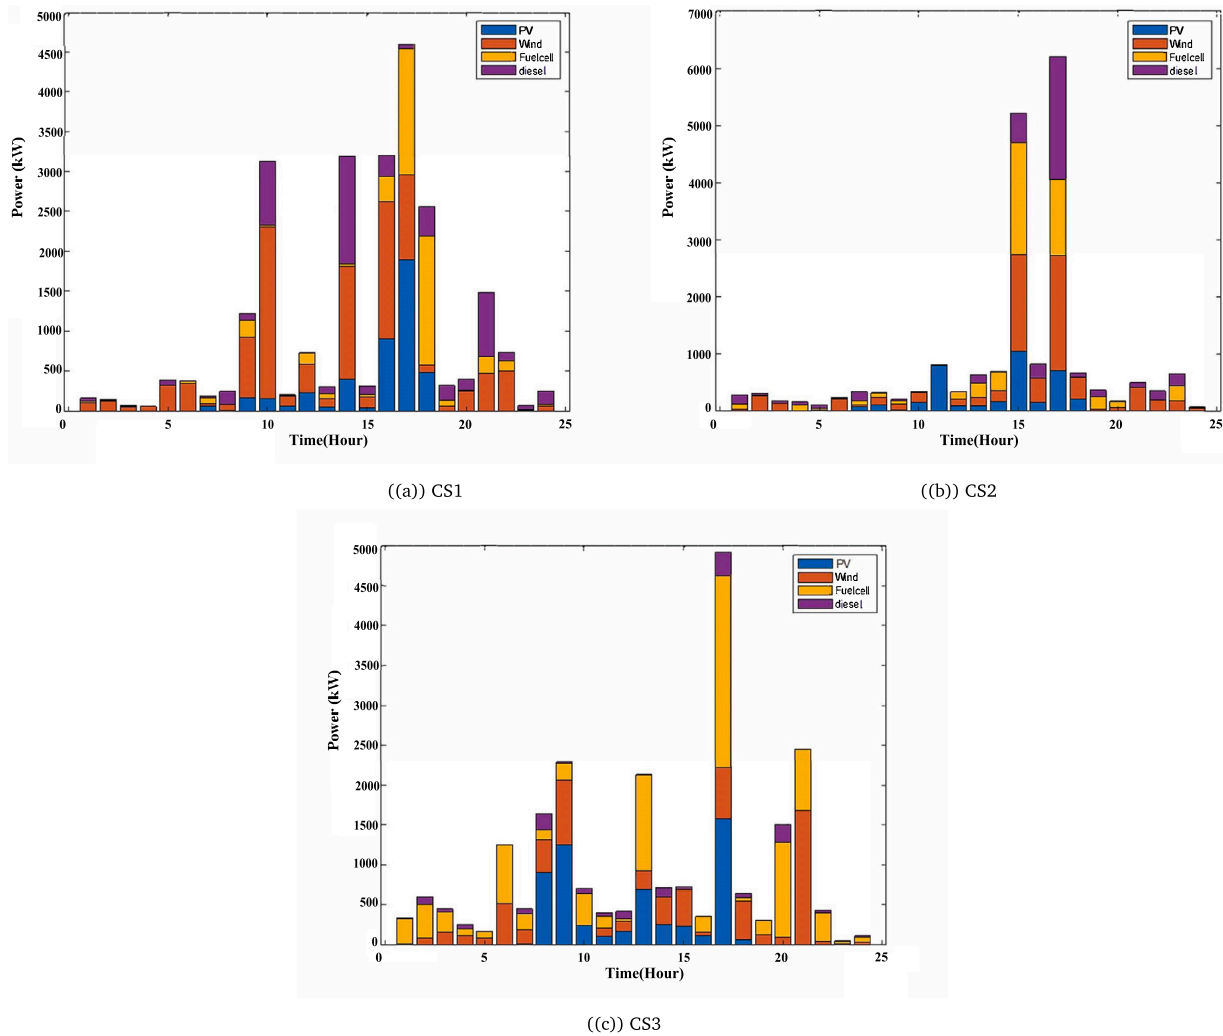 5000
4500
4000
3500
3000
2500
2000
1500
1000
500
0
Power (kW)
PV
Wind
Fuelcell
diesel
0 5 10 15 20 25
Time(Hour)
((a)) CS1
7000
6000
5000
4000
3000
2000
1000
0
Power (kW)
PV
Wind
Fuelcell
diesel
0 5 10 15 20 25
Time(Hour)
((b)) CS2
5000
4500
4000
3500
3000
2500
2000
1500
1000
500
0
Power (kW)
PV
Wind
Fuelcell
diesel
0 5 10 15 20 25
Time(Hour)
((c)) CS3